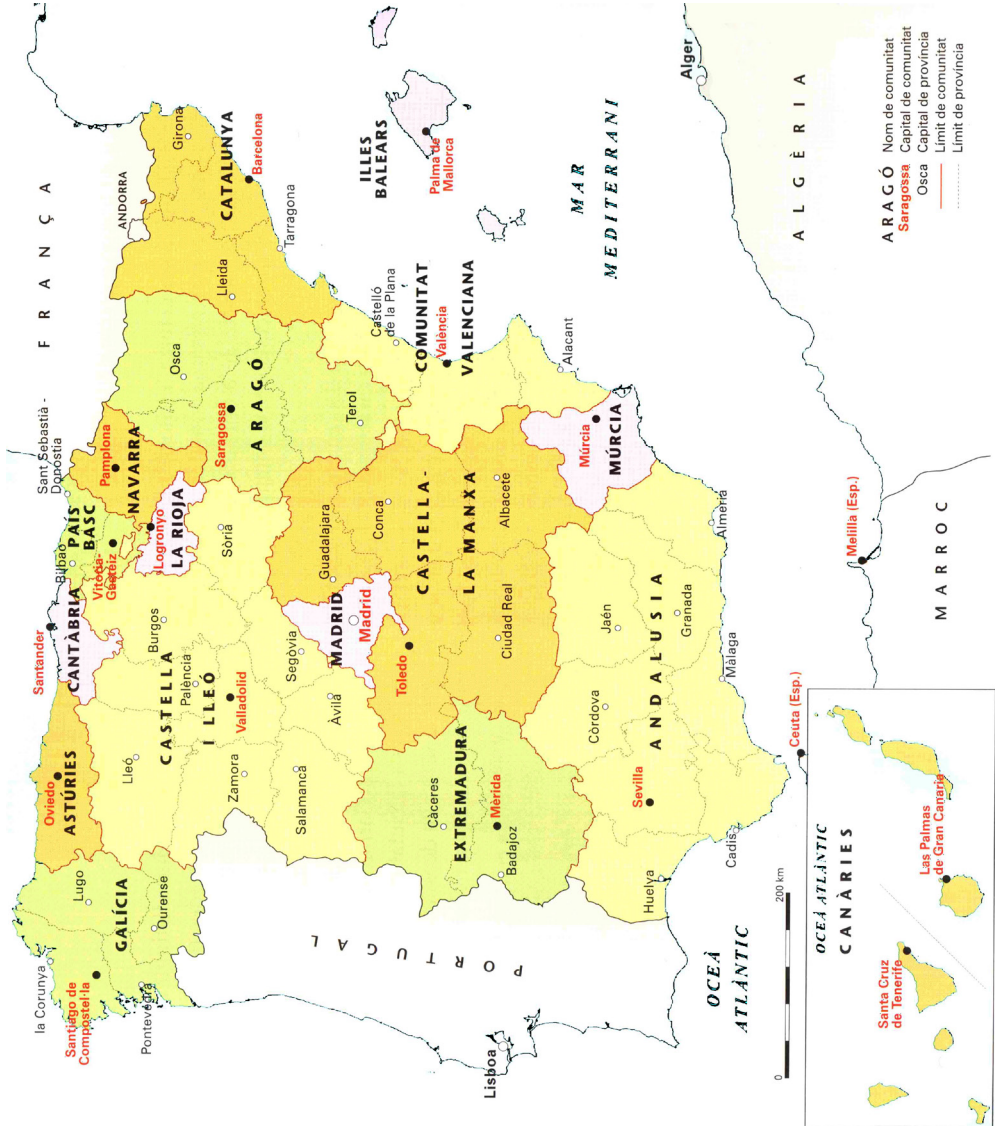 FRANÇA
ANDORRA
la Corunya
Santiago de
Compostel·la
Lugo
GALÍCIA
Pontevedra
Ourense
Oviedo
ASTÚRIES
Santander
CANTÀBRIA
Bilbao
PAÍS
BASC
Vitòria-
Gasteiz
Sant Sebastià -
Donostia
Pamplona
NAVARRA
Logronyo
LA RIOJA
Lleó
Burgos
Palència
CASTELLA
I LLEÓ
Valladolid
Zamora
Sòria
Segòvia
Salamanca
Àvila
Osca
Saragossa
ARAGÓ
Terol
Girona
CATALUNYA
Barcelona
Lleida
Tarragona
MADRID
Madrid
Guadalajara
Conca
CASTELLA-
LA MANXA
Toledo
Ciudad Real
Albacete
Castelló
de la Plana
COMUNITAT
VALENCIANA
València
Alacant
ILLES
BALEARS
Palma de
Mallorca
Càceres
EXTREMADURA
Mèrida
Badajoz
Múrcia
MÚRCIA
Còrdova
Jaén
ANDALUSIA
Sevilla
Huelva
Granada
Cadis
Màlaga
Almeria
PORTUGAL
Lisboa
OCEÀ
ATLÀNTIC
MAR
MEDITERRANI
Alger
ALGÈRIA
Ceuta (Esp.)
Melilla (Esp.)
MARROC
0
200 km
OCEÀ ATLÀNTIC
CANÀRIES
Santa Cruz
de Tenerife
Las Palmas
de Gran Canaria
ARAGÓ Nom de comunitat
Saragossa Capital de comunitat
Osca Capital de província
Límit de comunitat
Límit de província